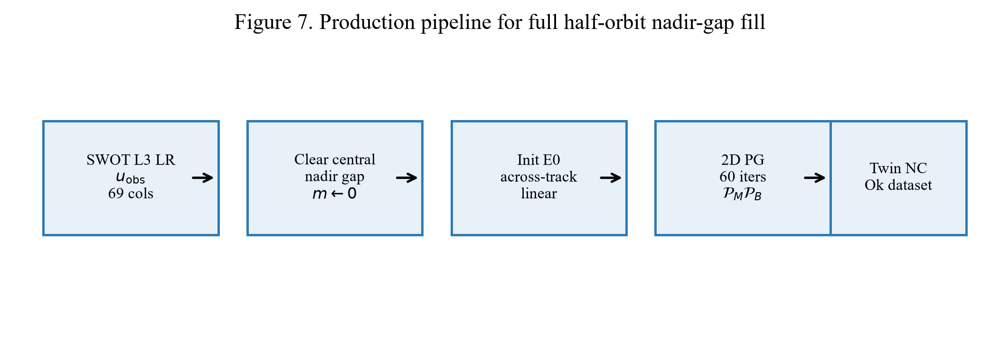 Figure 7. Production pipeline for full half-orbit nadir-gap fill
SWOT L3 LR
u_obs
69 cols
Clear central
nadir gap
m ← 0
Init E0
across-track
linear
2D PG
60 iters
𝒫_M𝒫_B
Twin NC
Ok dataset